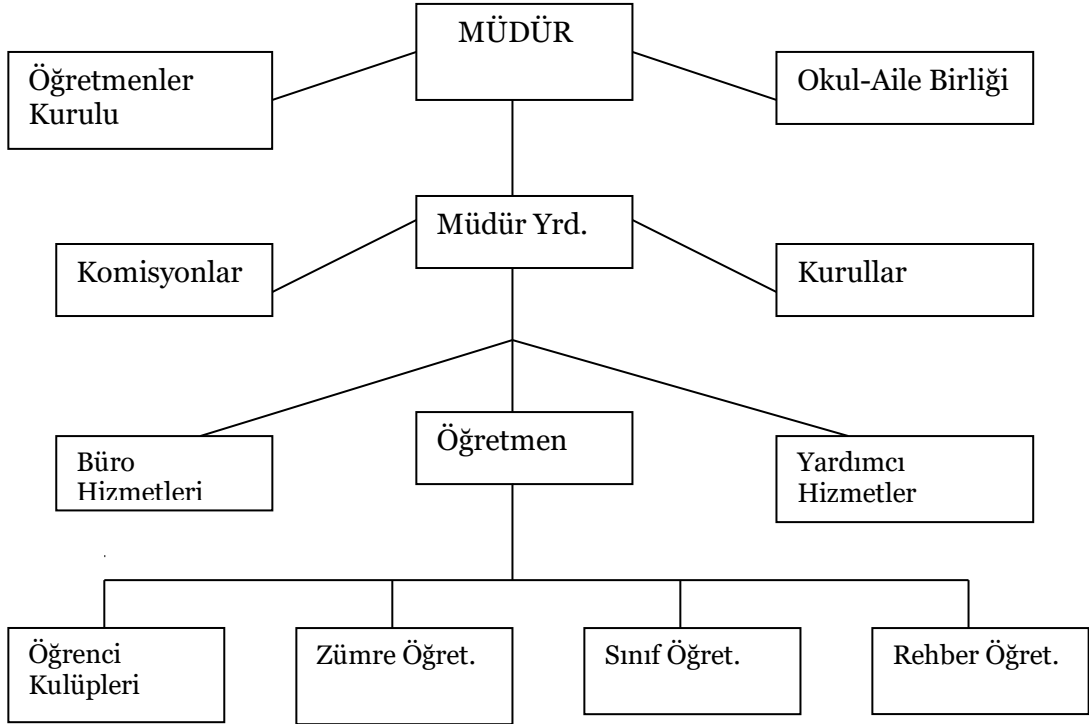 MÜDÜR
Öğretmenler
Kurulu
Okul-Aile Birliği
Müdür Yrd.
Komisyonlar
Kurullar
Öğretmen
Büro
Hizmetleri
Yardımcı
Hizmetler
Öğrenci
Kulüpleri
Zümre Öğret.
Sınıf Öğret.
Rehber Öğret.